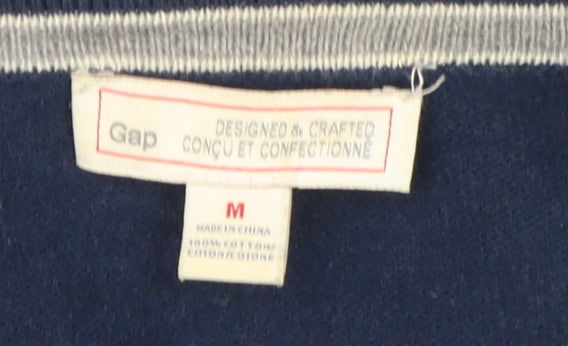 Gap
DESIGNED & CRAFTED
CONÇU ET CONFECTIONNÉ
M
MADE IN CHINA
100% COTTON/
COTON/COTONE